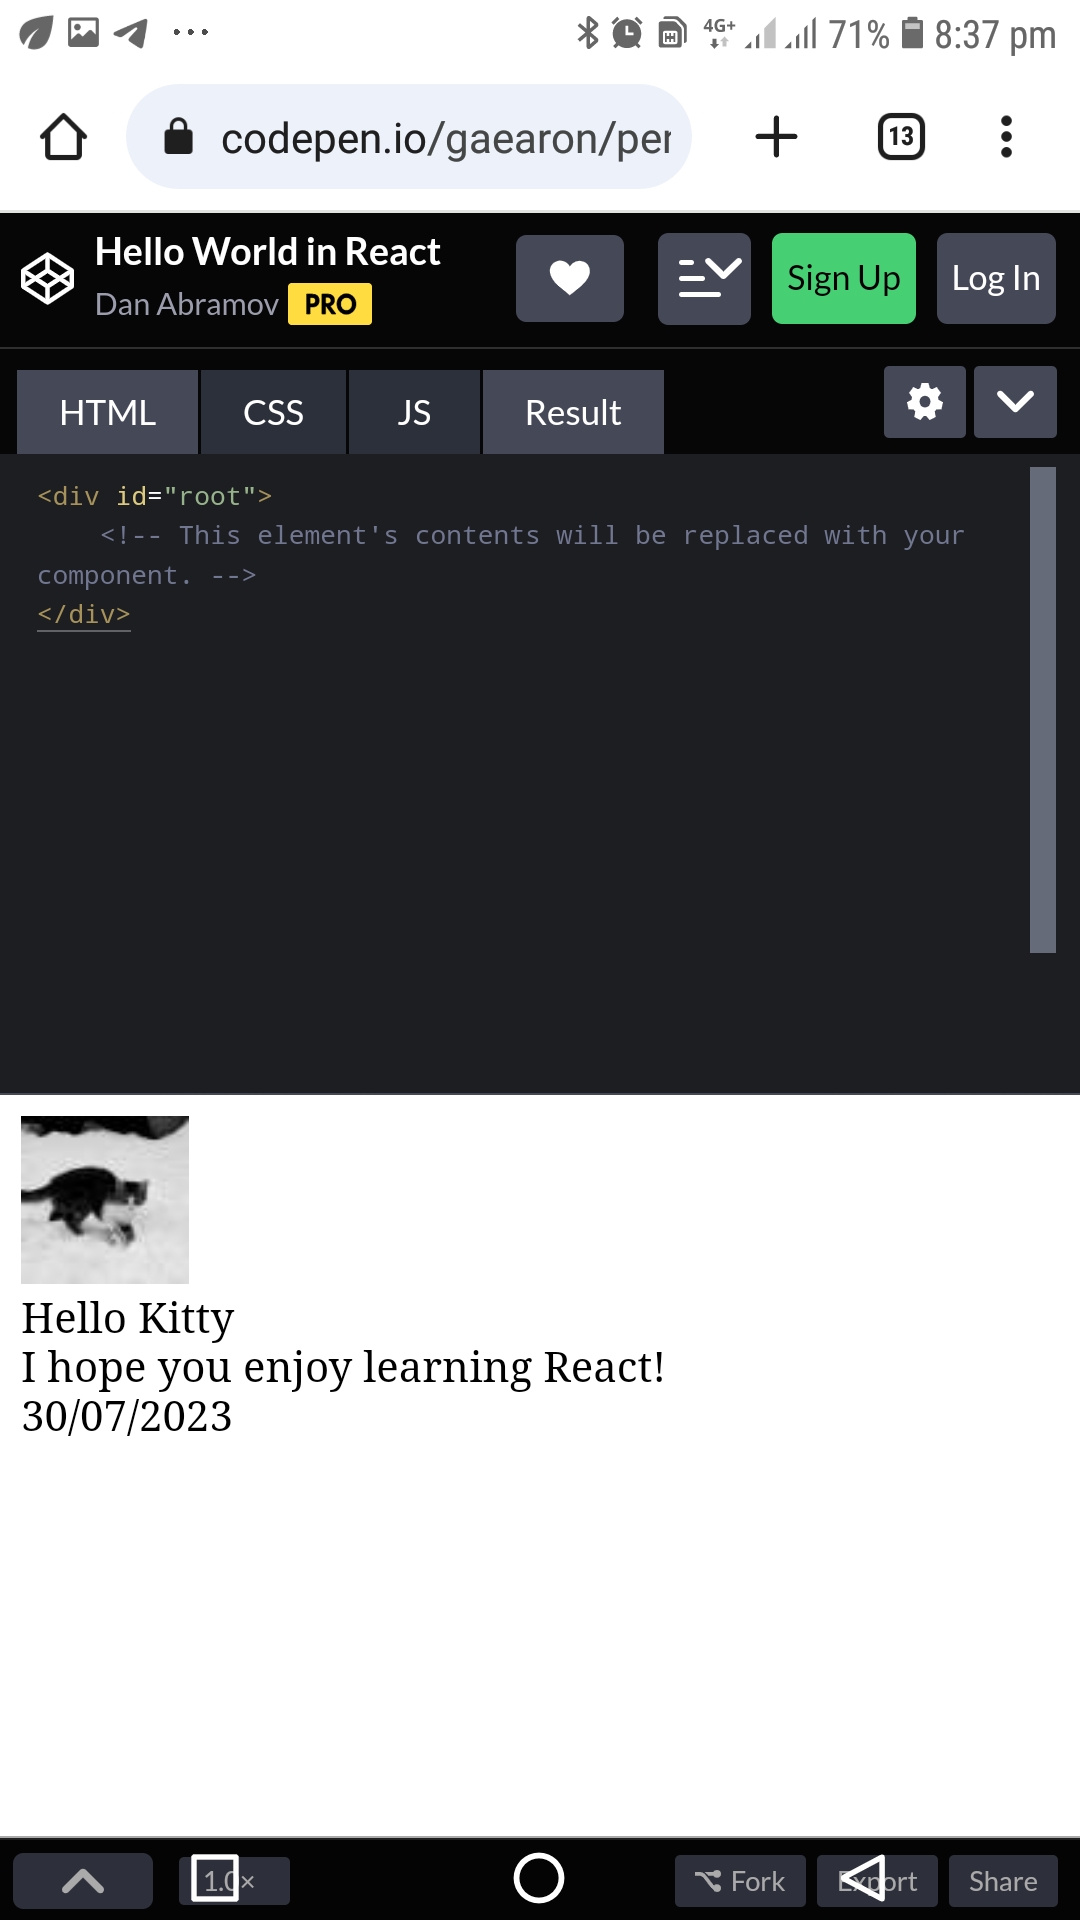 71% 8:37 pm
4G+
codepen.io/gaearon/per
13
Hello World in React
Dan Abramov PRO
Sign Up
Log In
HTML
CSS
JS
Result
<div id="root">
<!-- This element's contents will be replaced with your
component. -->
</div>
Hello Kitty
I hope you enjoy learning React!
30/07/2023
1.0×
Fork
Export
Share